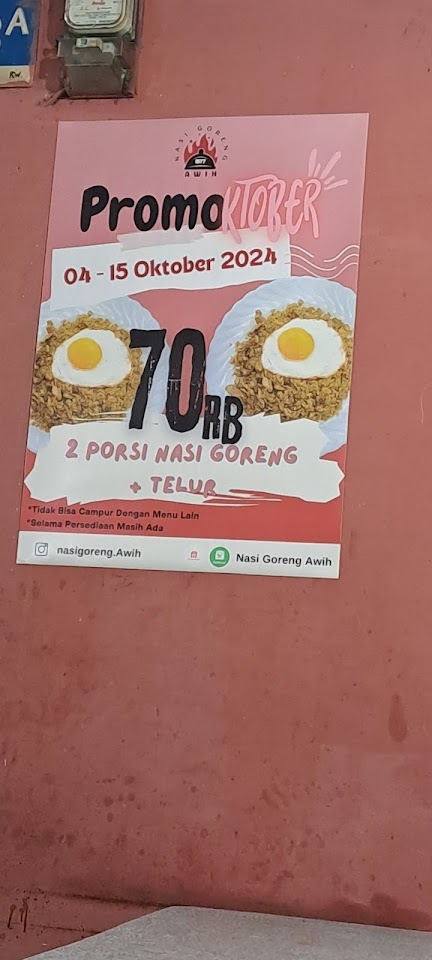 A
RW.
NASI GORENG
AWIH
PromoKTOBER
04 - 15 Oktober 2024
70RB
2 PORSI NASI GORENG
+ TELUR
*Tidak Bisa Campur Dengan Menu Lain
*Selama Persediaan Masih Ada
nasigoreng.Awih
Nasi Goreng Awih